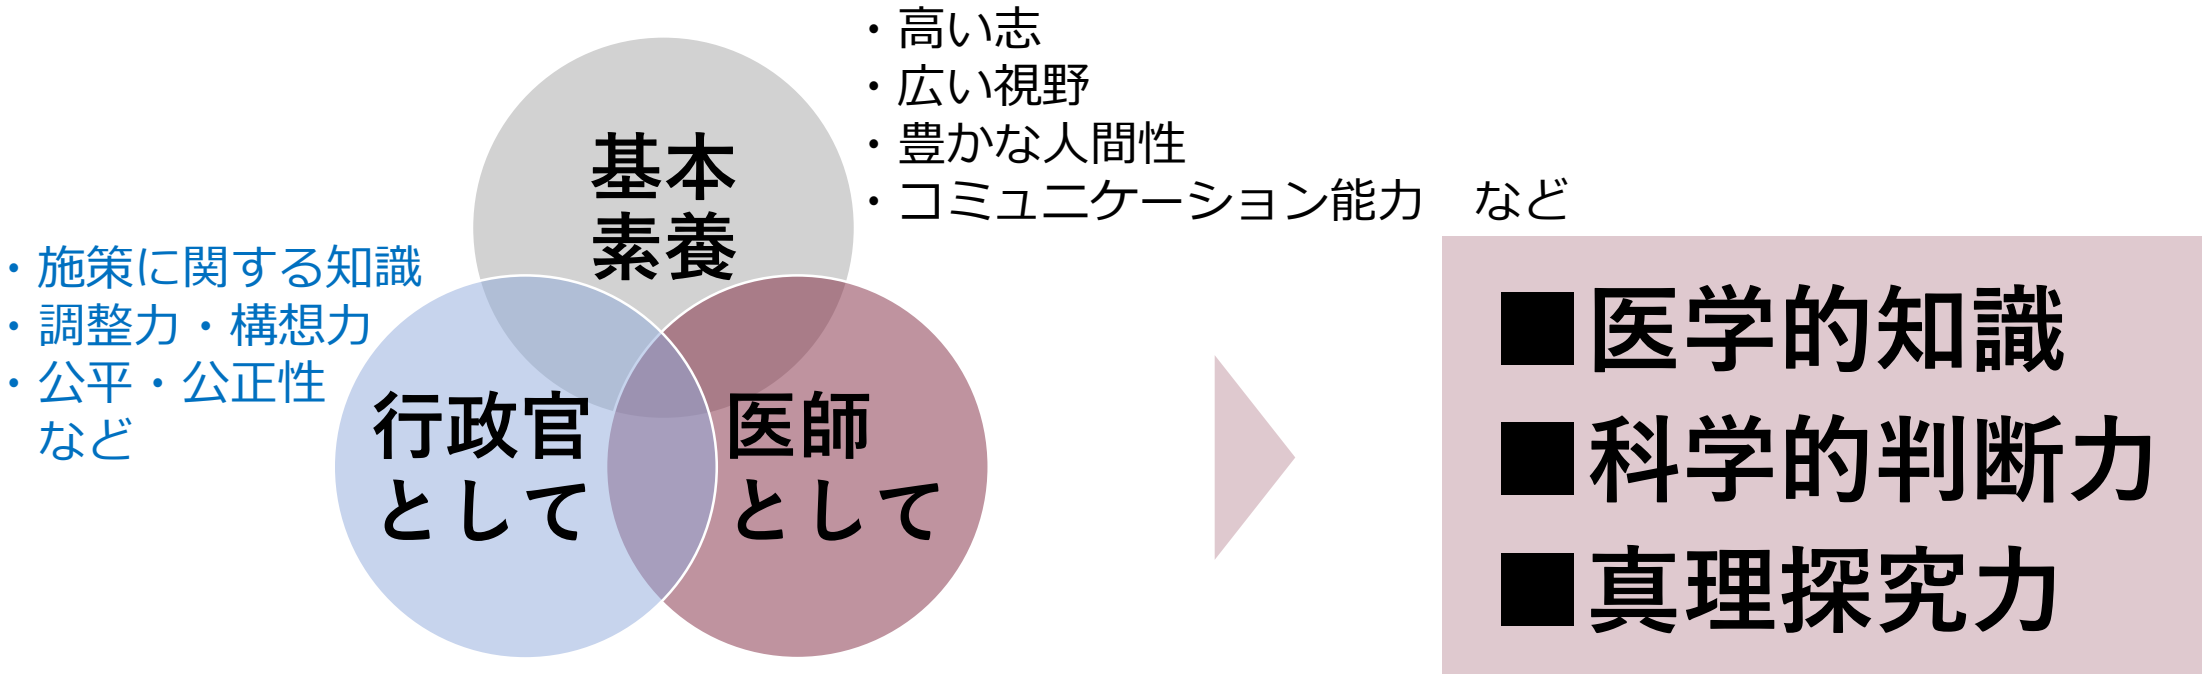 ・高い志
・広い視野
・豊かな人間性
・コミュニケーション能力　など
基本
素養
・施策に関する知識
・調整力・構想力
・公平・公正性
など
行政官
として
医師
として
■医学的知識
■科学的判断力
■真理探究力